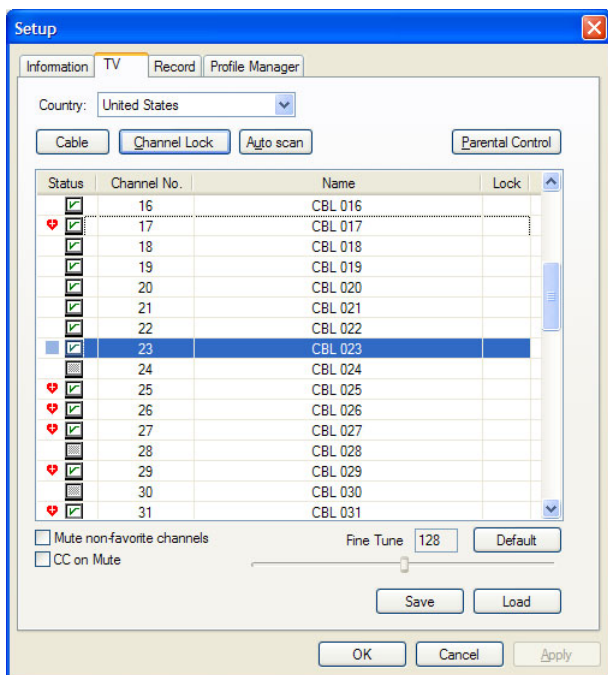 Setup
Information TV Record Profile Manager
Country: United States
Cable Channel Lock Auto scan Parental Control
Status Channel No. Name Lock
16 CBL 016
17 CBL 017
18 CBL 018
19 CBL 019
20 CBL 020
21 CBL 021
22 CBL 022
23 CBL 023
24 CBL 024
25 CBL 025
26 CBL 026
27 CBL 027
28 CBL 028
29 CBL 029
30 CBL 030
31 CBL 031
Mute non-favorite channels Fine Tune 128 Default
CC on Mute
Save Load
OK Cancel Apply